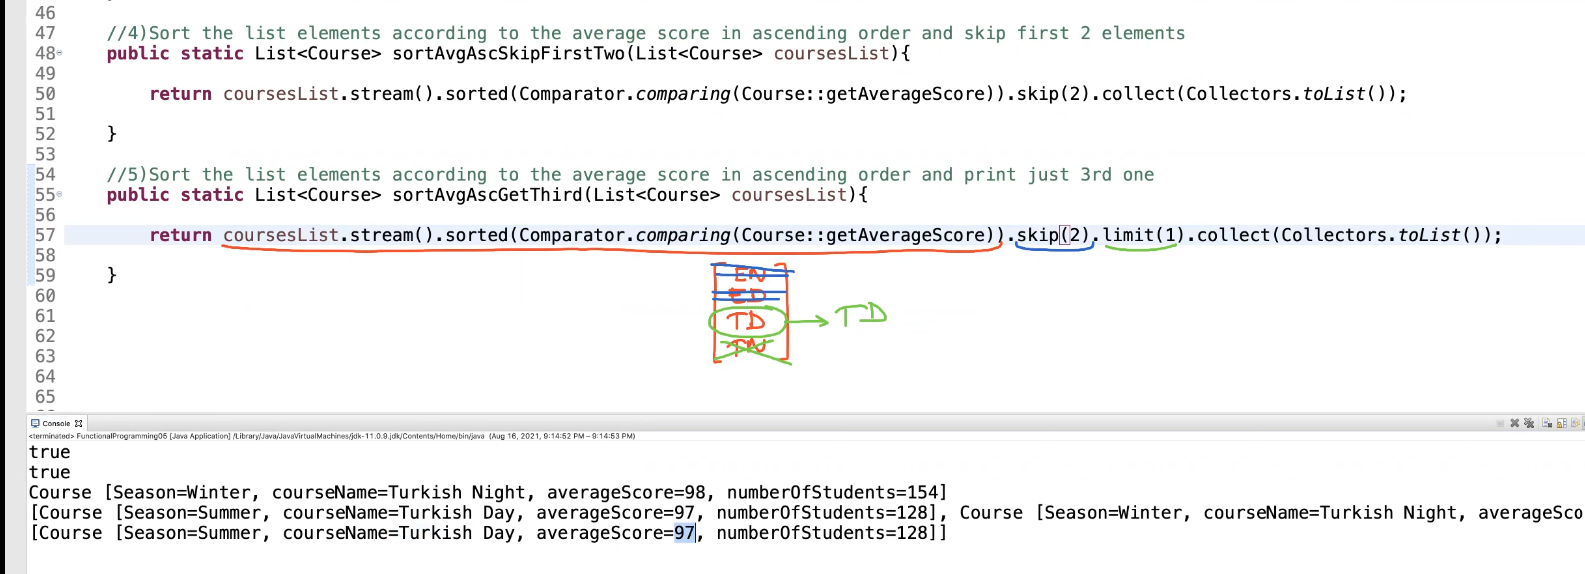 46
47 //4)Sort the list elements according to the average score in ascending order and skip first 2 elements
48 public static List<Course> sortAvgAscSkipFirstTwo(List<Course> coursesList){
49
50 return coursesList.stream().sorted(Comparator.comparing(Course::getAverageScore)).skip(2).collect(Collectors.toList());
51
52 }
53
54 //5)Sort the list elements according to the average score in ascending order and print just 3rd one
55 public static List<Course> sortAvgAscGetThird(List<Course> coursesList){
56
57 return coursesList.stream().sorted(Comparator.comparing(Course::getAverageScore)).skip(2).limit(1).collect(Collectors.toList());
58
59 }
EN
60 ED
61 TD → TD
62
TN
63
64
65
Console
<terminated> FunctionalProgramming05 [Java Application] /Library/Java/JavaVirtualMachines/jdk-11.0.9.jdk/Contents/Home/bin/java (Aug 16, 2021, 9:14:52 PM – 9:14:53 PM)
true
true
Course [Season=Winter, courseName=Turkish Night, averageScore=98, numberOfStudents=154]
[Course [Season=Summer, courseName=Turkish Day, averageScore=97, numberOfStudents=128], Course [Season=Winter, courseName=Turkish Night, averageSco
[Course [Season=Summer, courseName=Turkish Day, averageScore=97, numberOfStudents=128]]